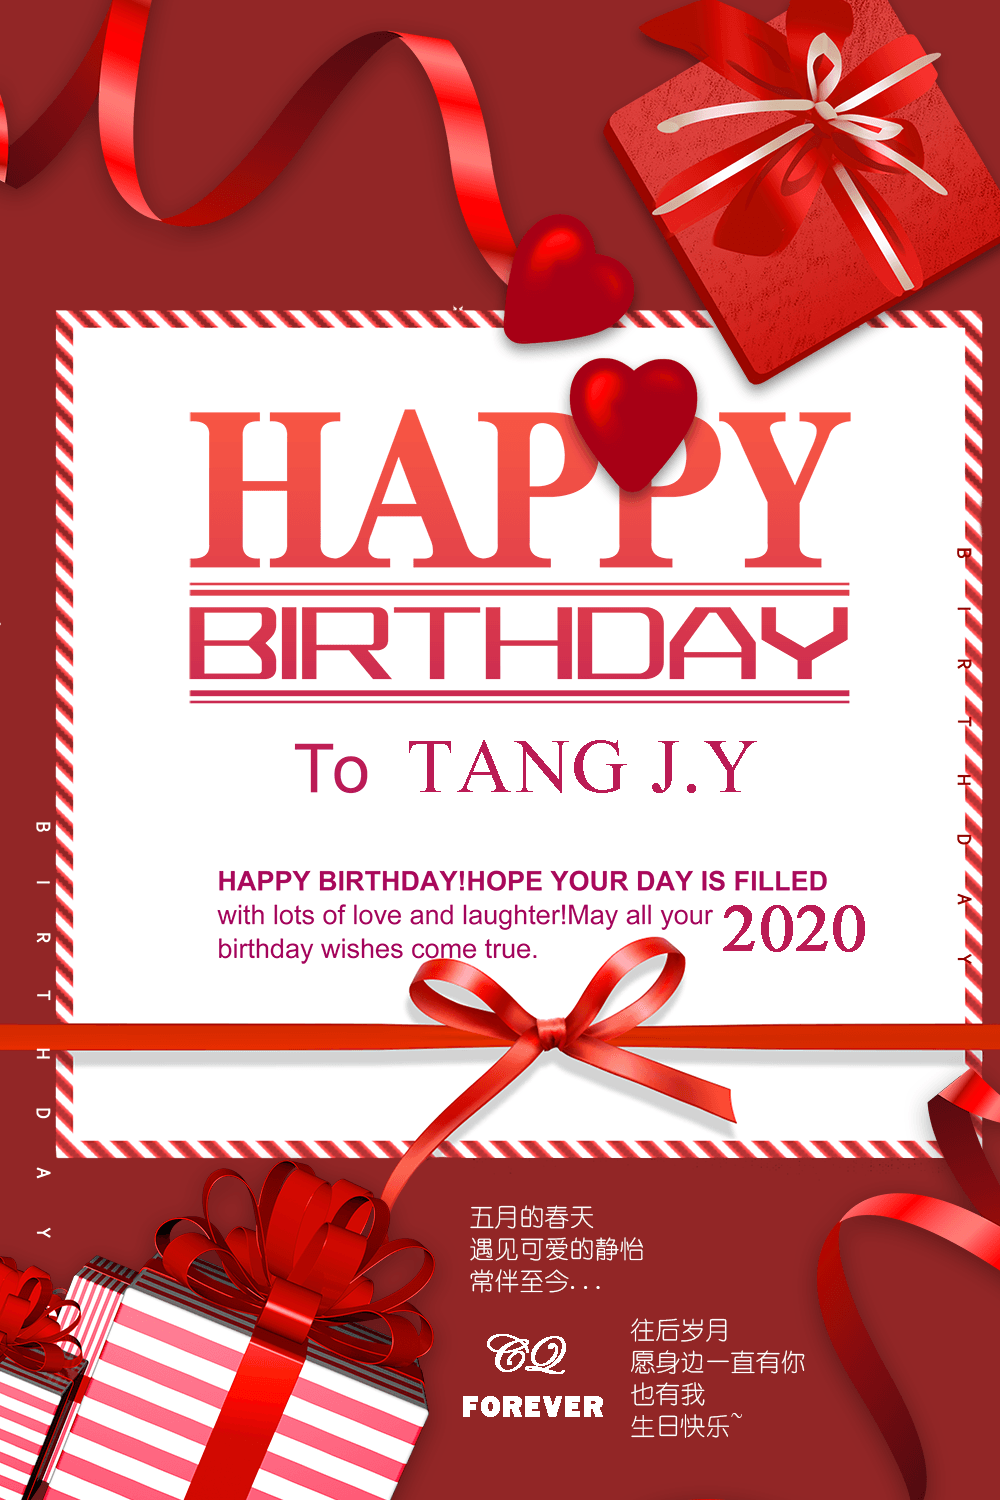 HAPPY
BIRTHDAY
To TANG J.Y
HAPPY BIRTHDAY!HOPE YOUR DAY IS FILLED
with lots of love and laughter!May all your
birthday wishes come true.
2020
BIRTHDAY
BIRTHDAY
五月的春天
遇见可爱的静怡
常伴至今...
CQ
FOREVER
往后岁月
愿身边一直有你
也有我
生日快乐~